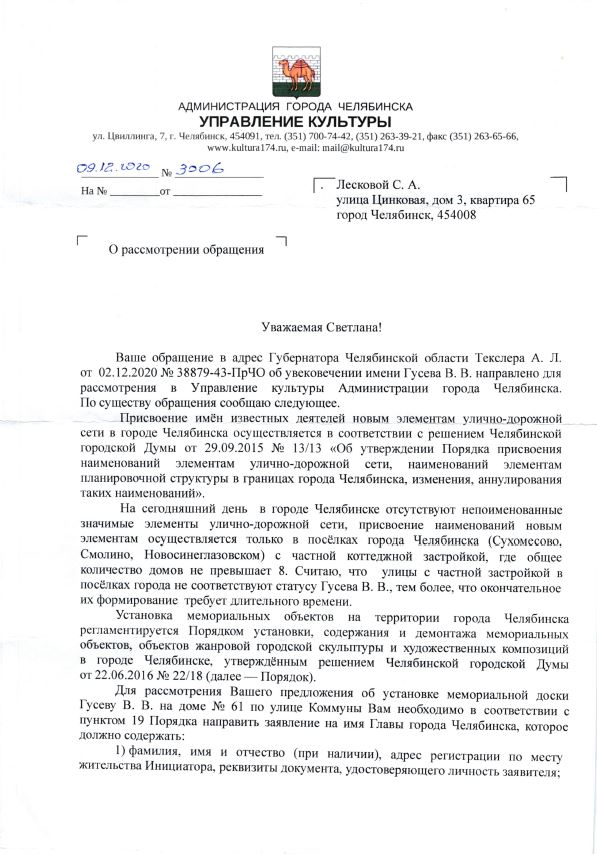 АДМИНИСТРАЦИЯ ГОРОДА ЧЕЛЯБИНСКА
УПРАВЛЕНИЕ КУЛЬТУРЫ
ул. Цвиллинга, 7, г. Челябинск, 454091, тел. (351) 700-74-42, (351) 263-39-21, факс (351) 263-65-66,
www.kultura174.ru, e-mail: mail@kultura174.ru
09.12.2020 № 3006
На № __________от ________________
Лесковой С. А.
улица Цинковая, дом 3, квартира 65
город Челябинск, 454008
О рассмотрении обращения
Уважаемая Светлана!
Ваше обращение в адрес Губернатора Челябинской области Текслера А. Л.
от 02.12.2020 № 38879-43-ПрЧО об увековечении имени Гусева В. В. направлено для
рассмотрения в Управление культуры Администрации города Челябинска.
По существу обращения сообщаю следующее.
Присвоение имён известных деятелей новым элементам улично-дорожной
сети в городе Челябинска осуществляется в соответствии с решением Челябинской
городской Думы от 29.09.2015 № 13/13 «Об утверждении Порядка присвоения
наименований элементам улично-дорожной сети, наименований элементам
планировочной структуры в границах города Челябинска, изменения, аннулирования
таких наименований».
На сегодняшний день в городе Челябинске отсутствуют непоименованные
значимые элементы улично-дорожной сети, присвоение наименований новым
элементам осуществляется только в посёлках города Челябинска (Сухомесово,
Смолино, Новосинеглазовском) с частной коттеджной застройкой, где общее
количество домов не превышает 8. Считаю, что улицы с частной застройкой в
посёлках города не соответствуют статусу Гусева В. В., тем более, что окончательное
их формирование требует длительного времени.
Установка мемориальных объектов на территории города Челябинска
регламентируется Порядком установки, содержания и демонтажа мемориальных
объектов, объектов жанровой городской скульптуры и художественных композиций
в городе Челябинске, утверждённым решением Челябинской городской Думы
от 22.06.2016 № 22/18 (далее — Порядок).
Для рассмотрения Вашего предложения об установке мемориальной доски
Гусеву В. В. на доме № 61 по улице Коммуны Вам необходимо в соответствии с
пунктом 19 Порядка направить заявление на имя Главы города Челябинска, которое
должно содержать:
1) фамилия, имя и отчество (при наличии), адрес регистрации по месту
жительства Инициатора, реквизиты документа, удостоверяющего личность заявителя;